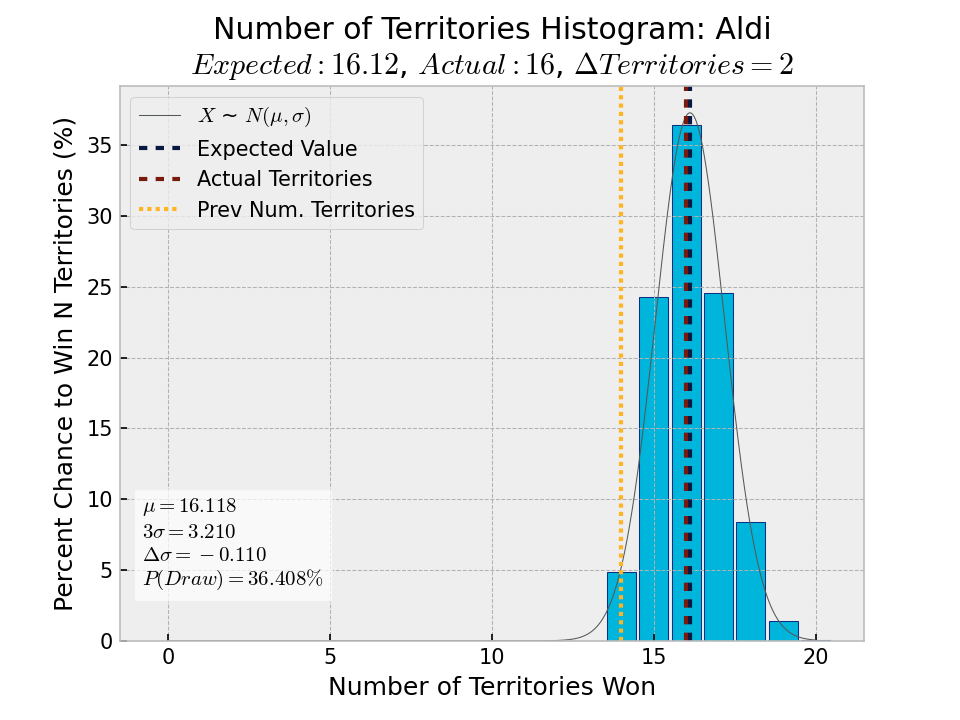 Number of Territories Histogram: Aldi
Expected : 16.12, Actual : 16, ΔTerritories = 2
X ~ N(μ, σ)
Expected Value
Actual Territories
Prev Num. Territories
Percent Chance to Win N Territories (%)
35
30
25
20
15
10
5
0
μ = 16.118
3σ = 3.210
Δσ = −0.110
P(Draw) = 36.408%
0 5 10 15 20
Number of Territories Won